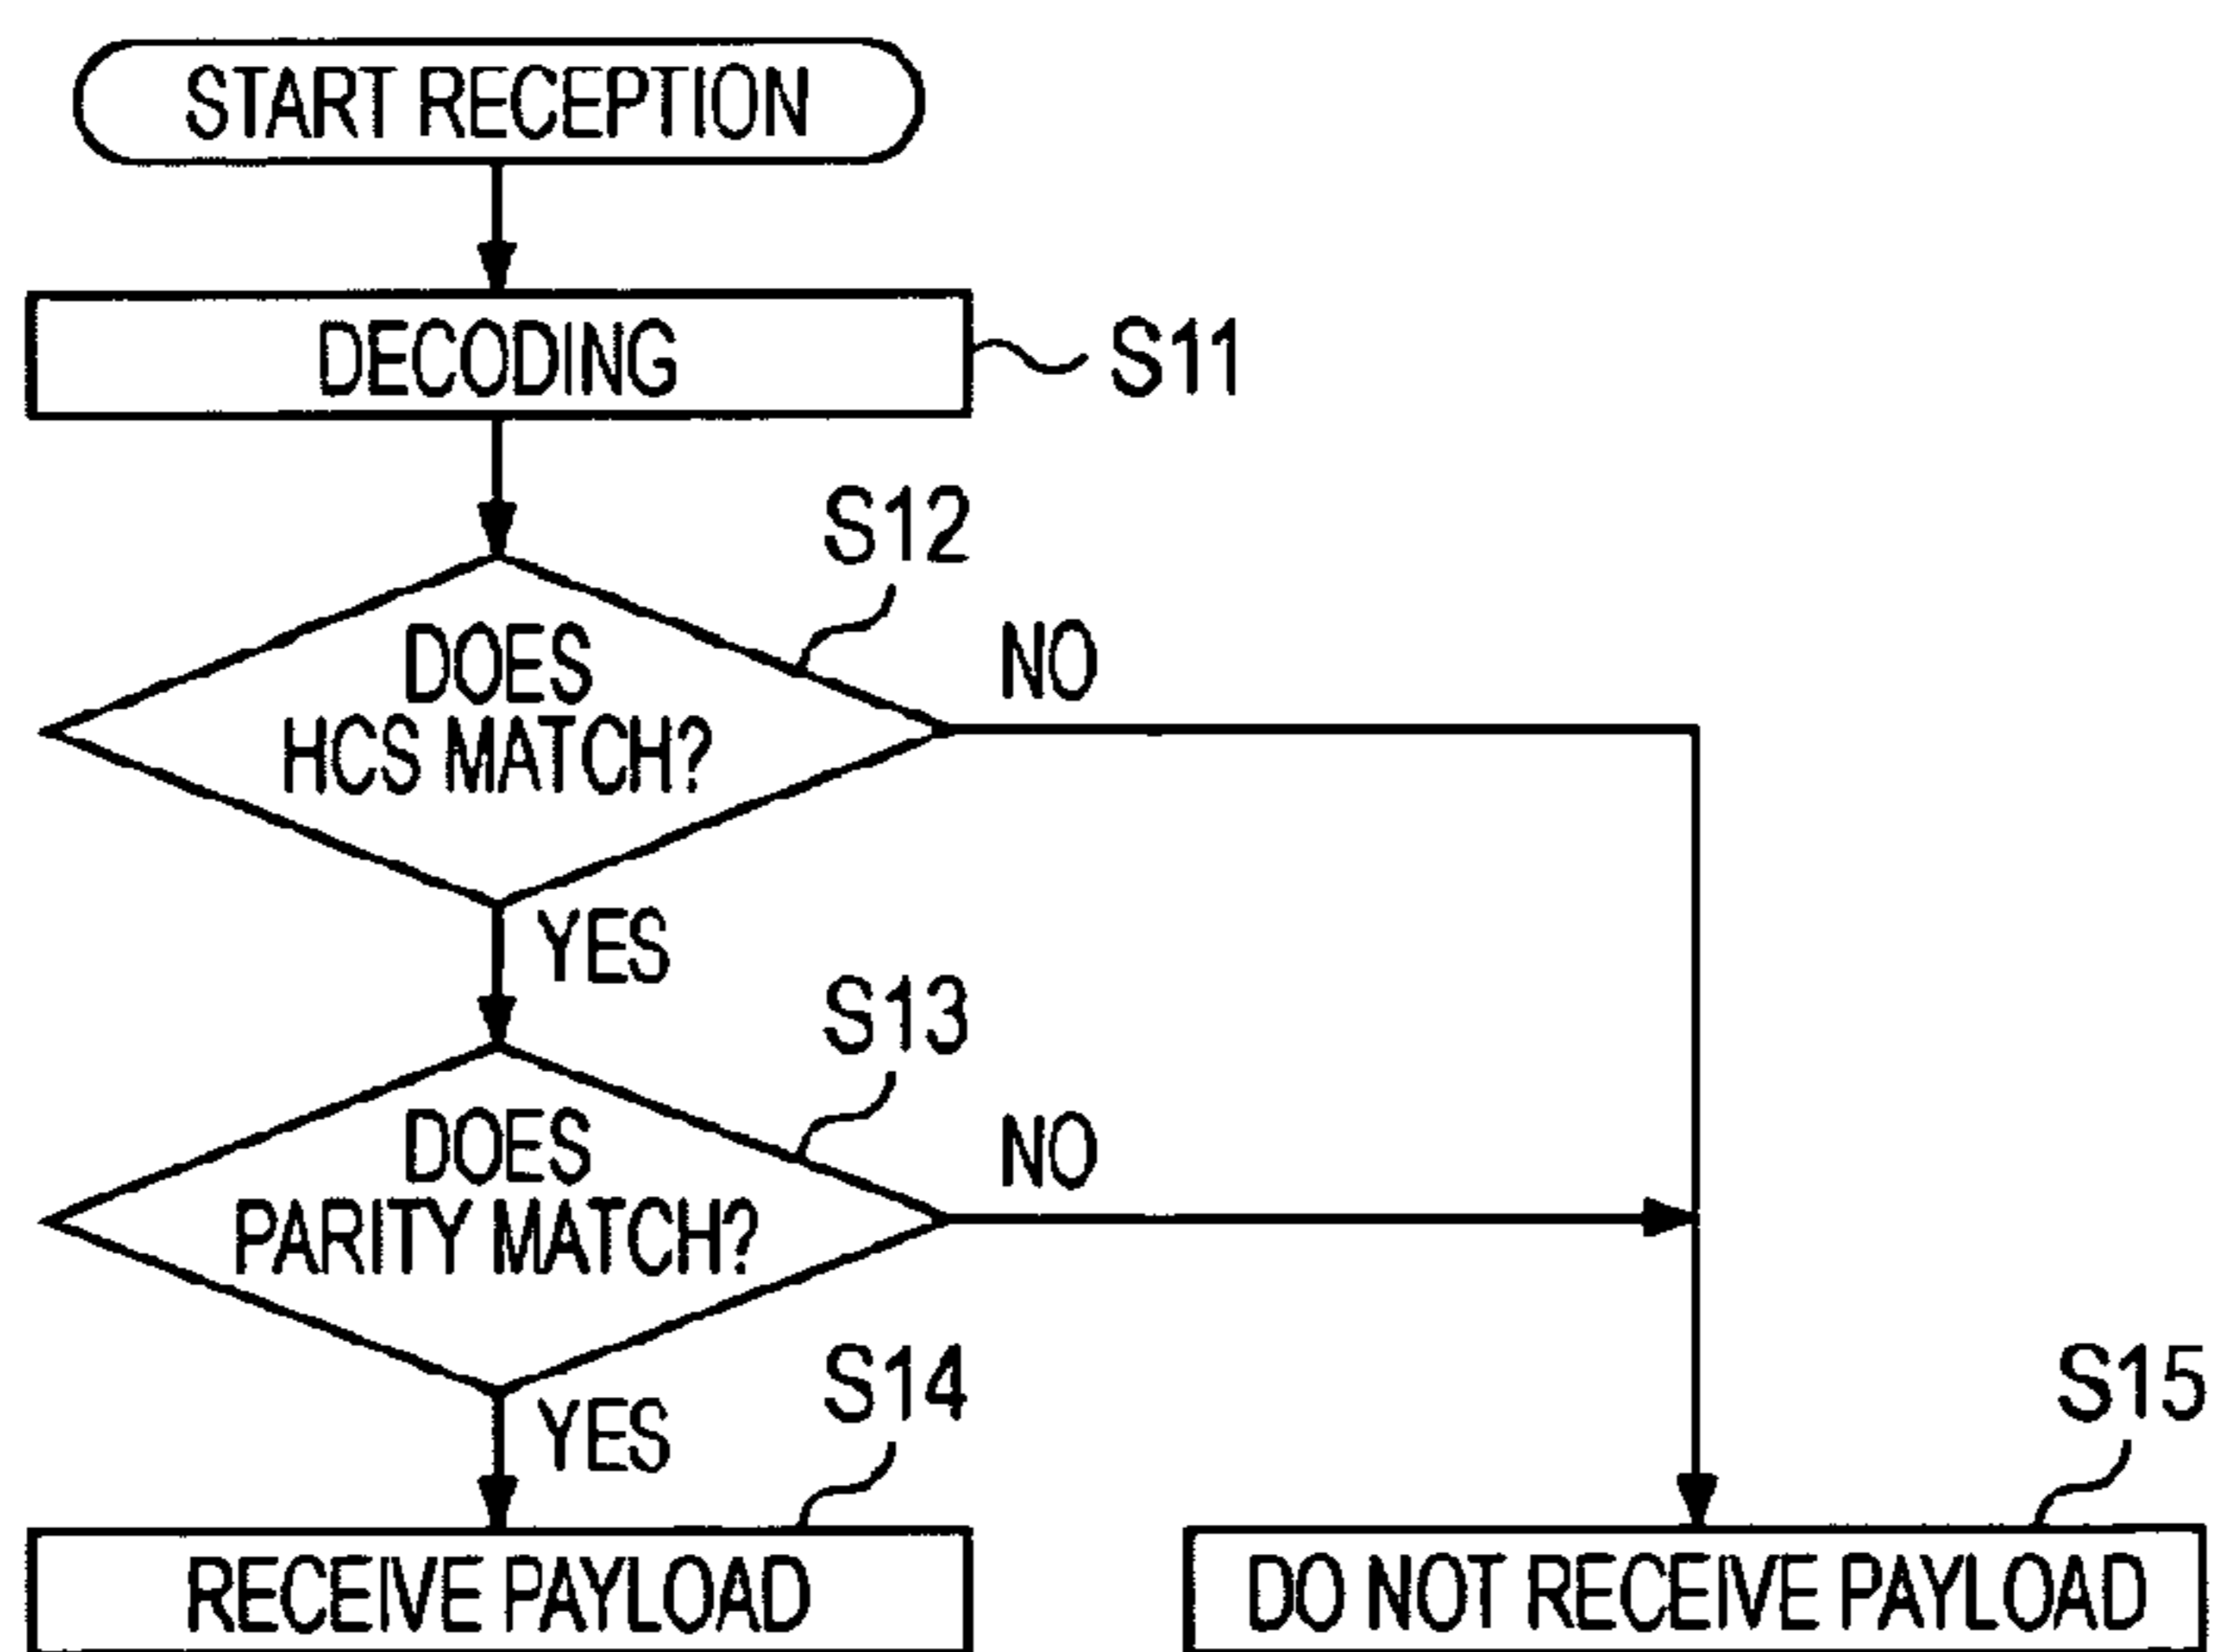 START RECEPTION
DECODING
S11
S12
DOES
HCS MATCH?
NO
YES
S13
DOES
PARITY MATCH?
NO
YES
S14
RECEIVE PAYLOAD
S15
DO NOT RECEIVE PAYLOAD